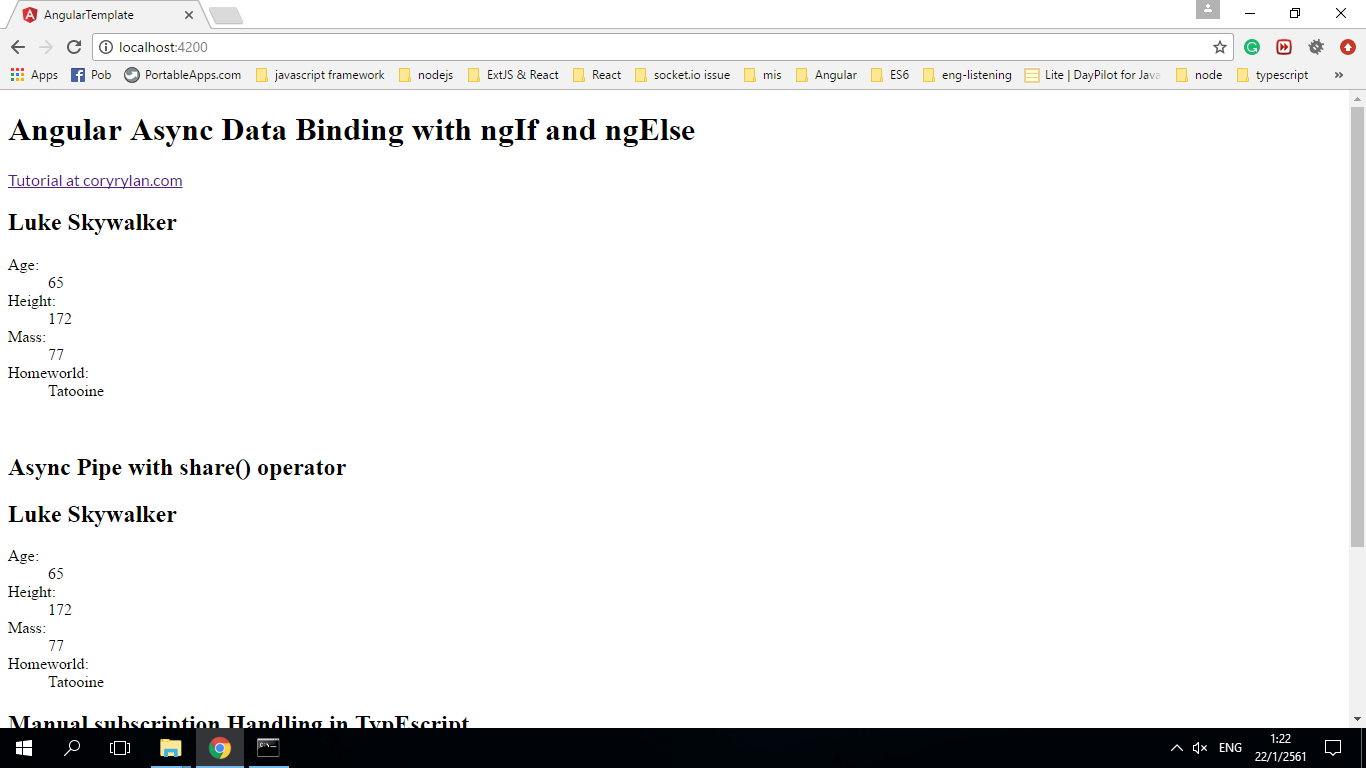 AngularTemplate
localhost:4200
Apps Pob PortableApps.com javascript framework nodejs ExtJS & React React socket.io issue mis Angular ES6 eng-listening Lite | DayPilot for Java node typescript »
Angular Async Data Binding with ngIf and ngElse
Tutorial at coryrylan.com
Luke Skywalker
Age:
65
Height:
172
Mass:
77
Homeworld:
Tatooine
Async Pipe with share() operator
Luke Skywalker
Age:
65
Height:
172
Mass:
77
Homeworld:
Tatooine
Manual subscription Handling in TypEscript
ENG
1:22
22/1/2561